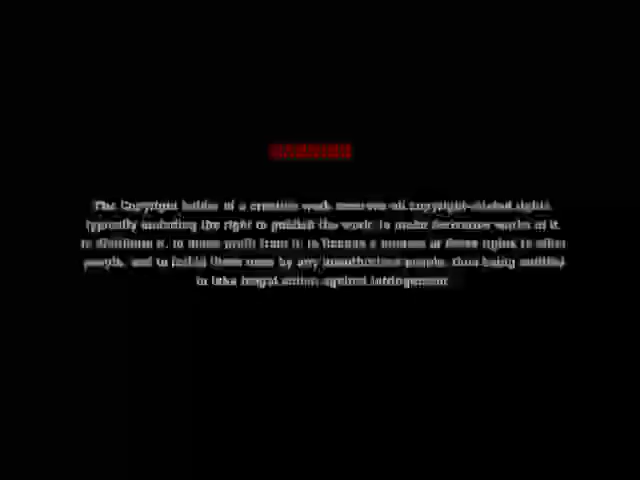 WARNING
The Copyright holder of a creative work reserves all copyright-related rights,
typically including the right to publish the work, to make derivative works of it,
to distribute it, to make profit from it, to license a number of these rights to other
people, and to forbid their uses by any unauthorized people, thus being entitled
to take legal action against infringement